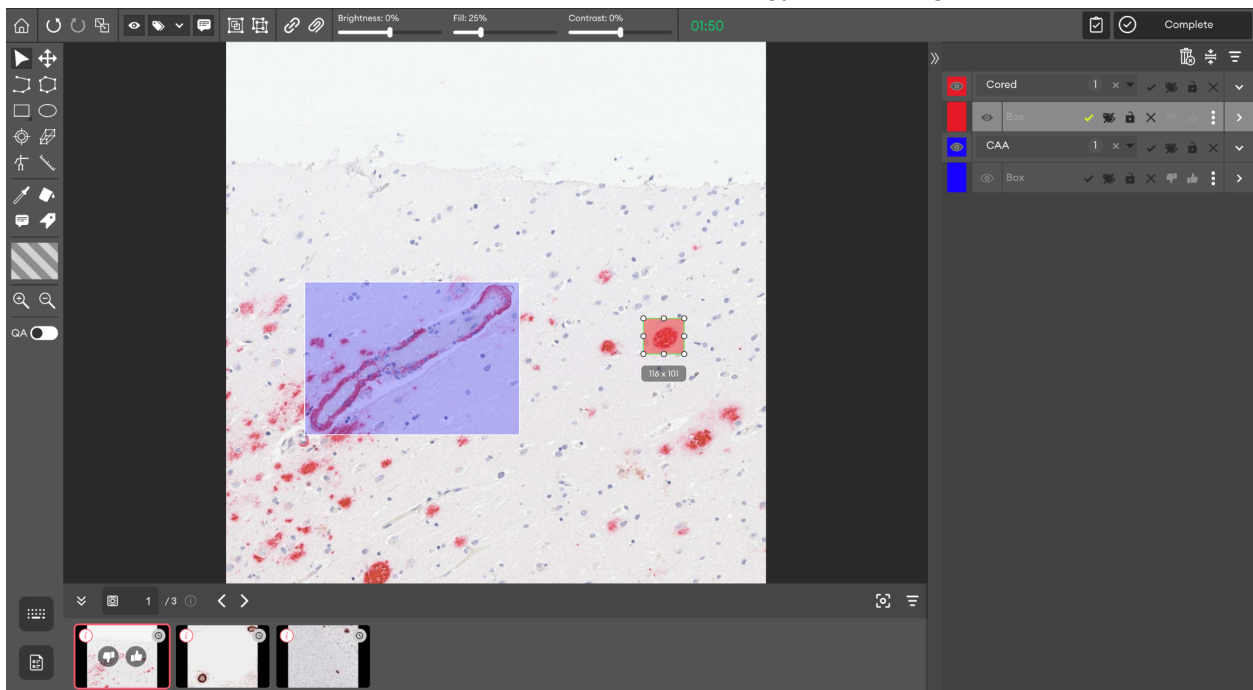 Brightness: 0%
Fill: 25%
Contrast: 0%
01:50
Complete
Cored
1
Box
CAA
1
Box
116 x 101
QA
1 /3